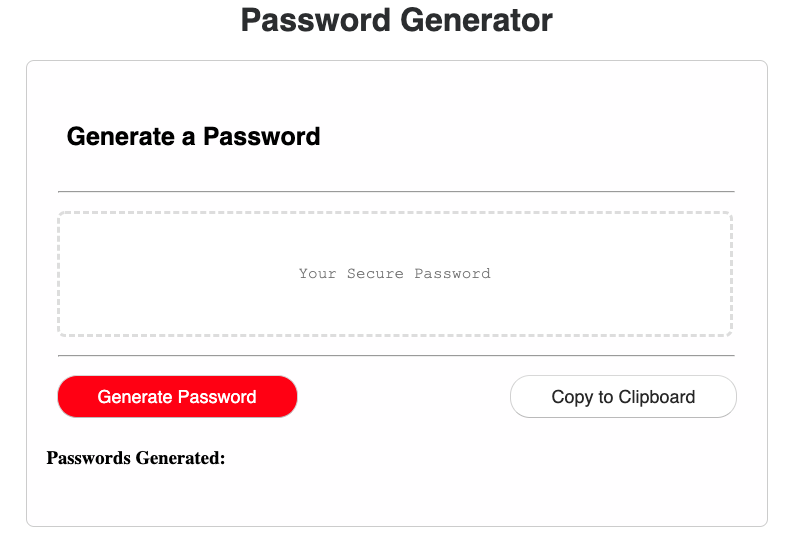 Password Generator
Generate a Password
Your Secure Password
Generate Password
Copy to Clipboard
Passwords Generated: